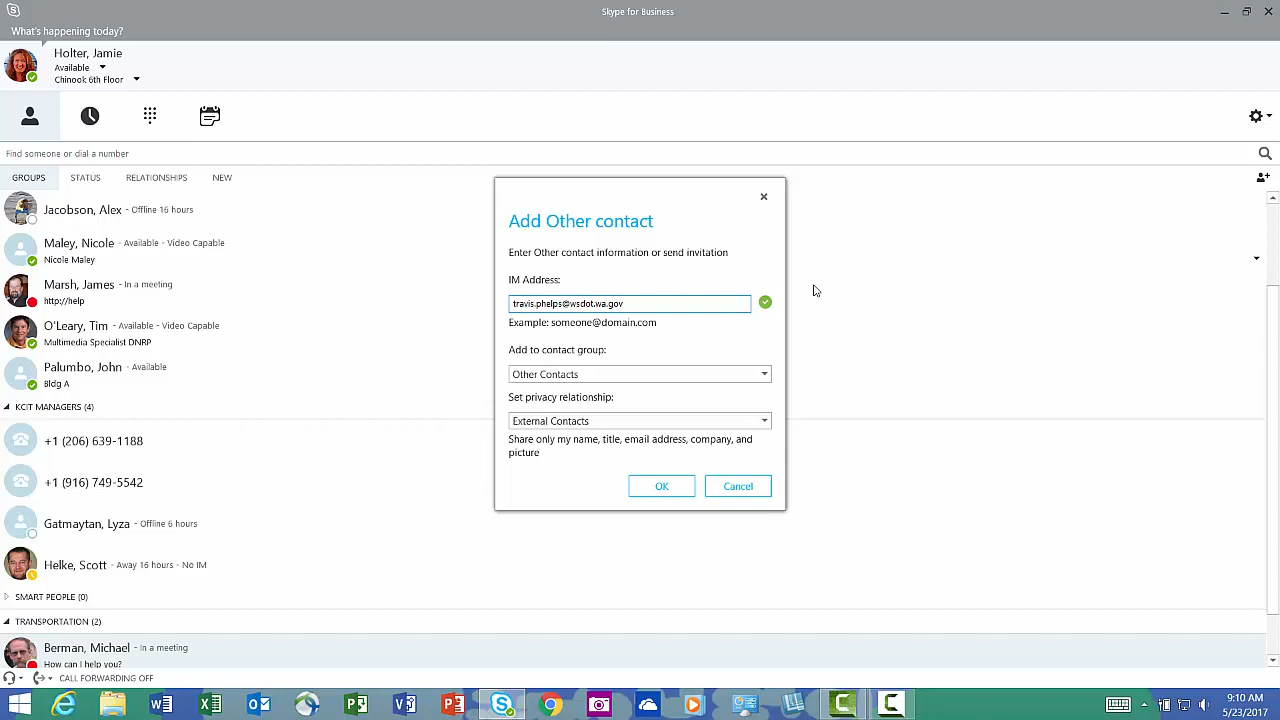 Skype for Business
What's happening today?
Holter, Jamie
Available
Chinook 6th Floor
Find someone or dial a number
GROUPS STATUS RELATIONSHIPS NEW
Jacobson, Alex - Offline 16 hours
Maley, Nicole - Available - Video Capable
Nicole Maley
Marsh, James - In a meeting
http://help
O'Leary, Tim - Available - Video Capable
Multimedia Specialist DNRP
Palumbo, John - Available
Bldg A
KCIT MANAGERS (4)
+1 (206) 639-1188
+1 (916) 749-5542
Gatmaytan, Lyza - Offline 6 hours
Helke, Scott - Away 16 hours - No IM
SMART PEOPLE (0)
TRANSPORTATION (2)
Berman, Michael - In a meeting
How can I help you?
CALL FORWARDING OFF
Add Other contact
Enter Other contact information or send invitation
IM Address:
travis.phelps@wsdot.wa.gov
Example: someone@domain.com
Add to contact group:
Other Contacts
Set privacy relationship:
External Contacts
Share only my name, title, email address, company, and
picture
OK Cancel
9:10 AM
5/23/2017